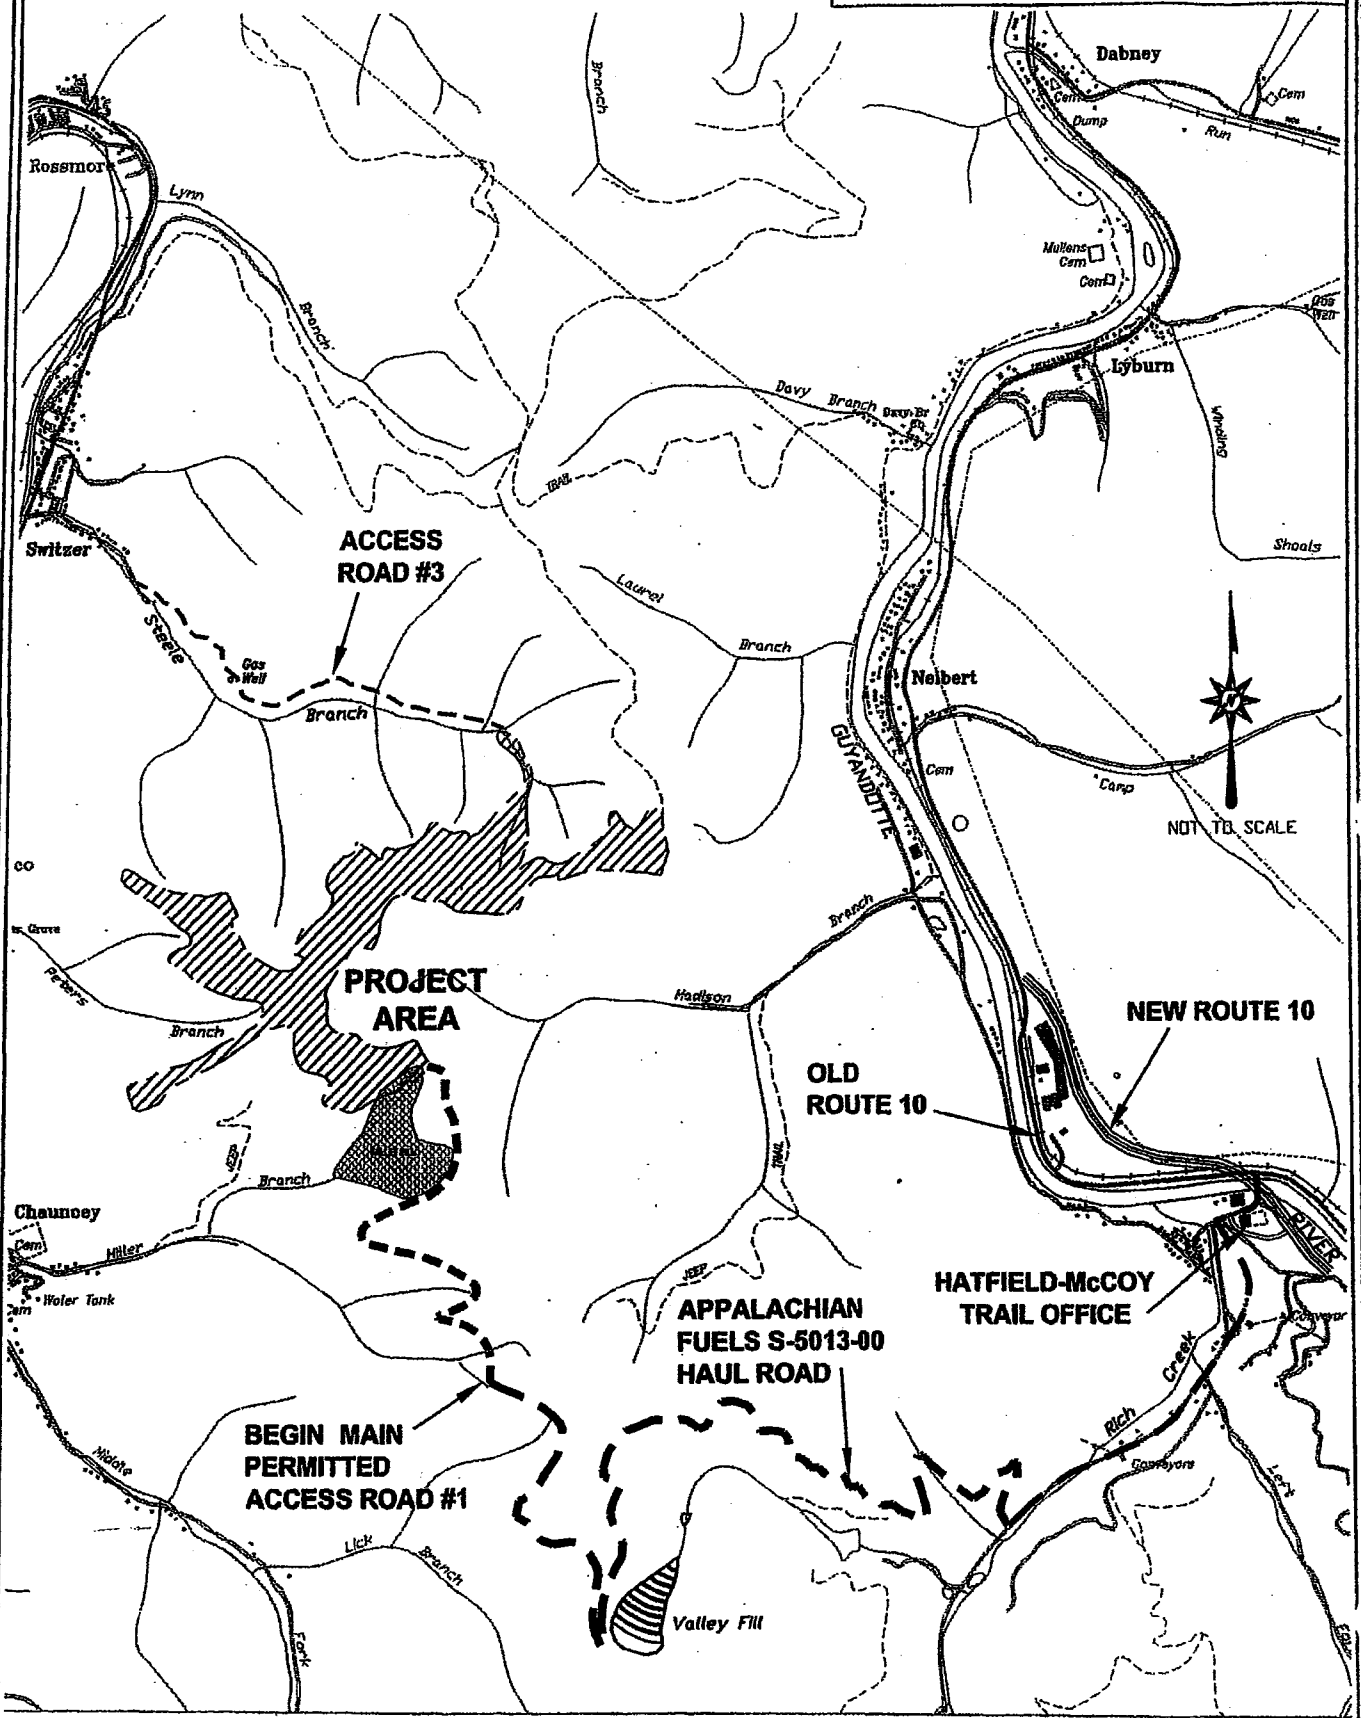 Dabney
Cem
Cem
Dump
Run
Branch
Rossmore
Lynn
Branch
Mullens
Cem
Cem
Gas
Well
Lyburn
Davy
Branch
Davy Br
Winding
Shoals
TRAIL
Switzer
ACCESS
ROAD #3
Laurel
Branch
Steele
Gas
Well
Branch
Neibert
GUYANDOTTE
Cem
Camp
N
NOT TO SCALE
CO
Grove
Peters
Branch
PROJECT
AREA
Branch
Cem
Madison
NEW ROUTE 10
OLD
ROUTE 10
JEEP
Branch
TRAIL
Chauncey
Cem
Miller
Water Tank
JEEP
RIVER
HATFIELD-McCOY
TRAIL OFFICE
Conveyor
APPALACHIAN
FUELS S-5013-00
HAUL ROAD
Rich
Creek
BEGIN MAIN
PERMITTED
ACCESS ROAD #1
Conveyors
Left
Middle
Lick
Branch
Fork
Valley Fill